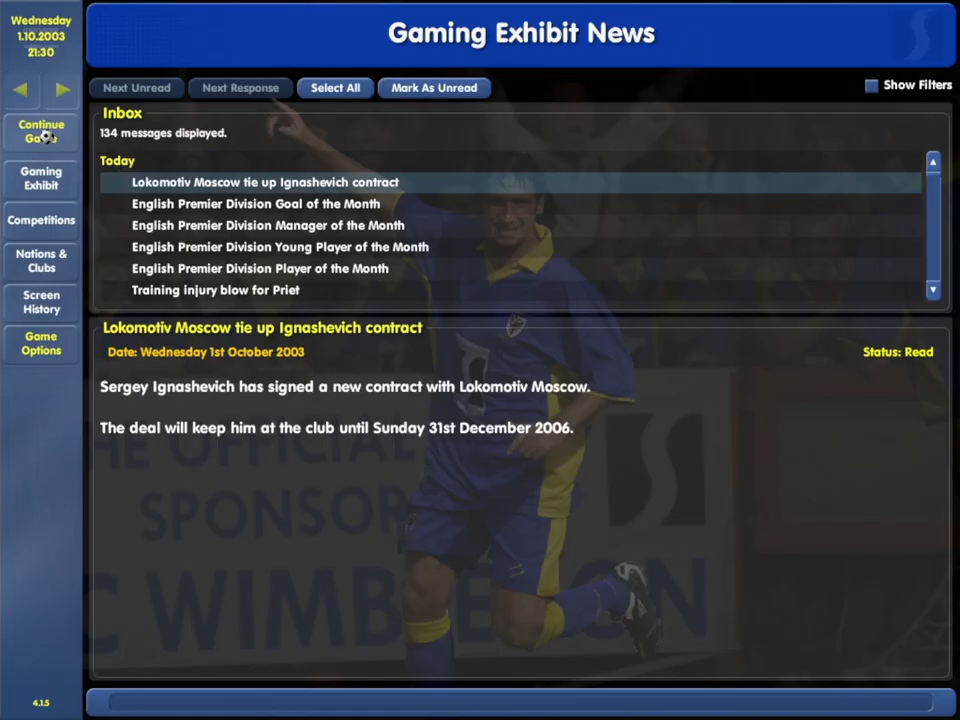 Wednesday
1.10.2003
21:30
Gaming Exhibit News
Next Unread
Next Response
Select All
Mark As Unread
Show Filters
Continue
Game
Gaming
Exhibit
Competitions
Nations &
Clubs
Screen
History
Game
Options
4.1.5
Inbox
134 messages displayed.
Today
Lokomotiv Moscow tie up Ignashevich contract
English Premier Division Goal of the Month
English Premier Division Manager of the Month
English Premier Division Young Player of the Month
English Premier Division Player of the Month
Training injury blow for Priet
Lokomotiv Moscow tie up Ignashevich contract
Date: Wednesday 1st October 2003
Status: Read
Sergey Ignashevich has signed a new contract with Lokomotiv Moscow.
The deal will keep him at the club until Sunday 31st December 2006.
HE OFFICIAL
SPONSOR
C WIMBLEDON